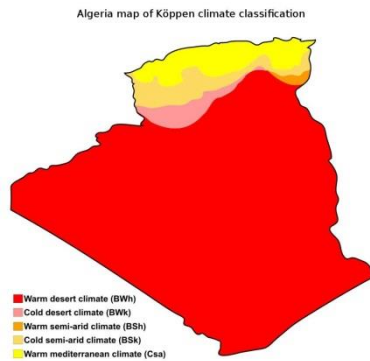 Algeria map of Köppen climate classification
Warm desert climate (BWh)
Cold desert climate (BWk)
Warm semi-arid climate (BSh)
Cold semi-arid climate (BSk)
Warm mediterranean climate (Csa)